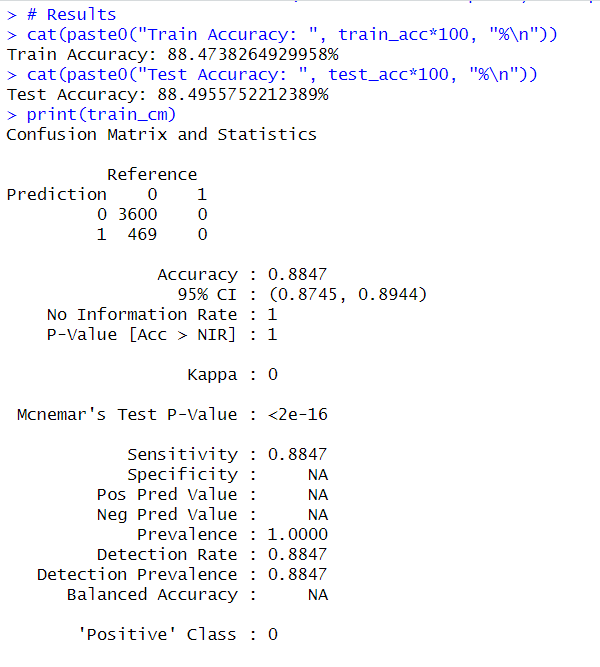 > # Results
> cat(paste0("Train Accuracy: ", train_acc*100, "%\n"))
Train Accuracy: 88.4738264929958%
> cat(paste0("Test Accuracy: ", test_acc*100, "%\n"))
Test Accuracy: 88.4955752212389%
> print(train_cm)
Confusion Matrix and Statistics
Reference
Prediction 0 1
0 3600 0
1 469 0
Accuracy : 0.8847
95% CI : (0.8745, 0.8944)
No Information Rate : 1
P-Value [Acc > NIR] : 1
Kappa : 0
Mcnemar's Test P-Value : <2e-16
Sensitivity : 0.8847
Specificity : NA
Pos Pred Value : NA
Neg Pred Value : NA
Prevalence : 1.0000
Detection Rate : 0.8847
Detection Prevalence : 0.8847
Balanced Accuracy : NA
'Positive' Class : 0